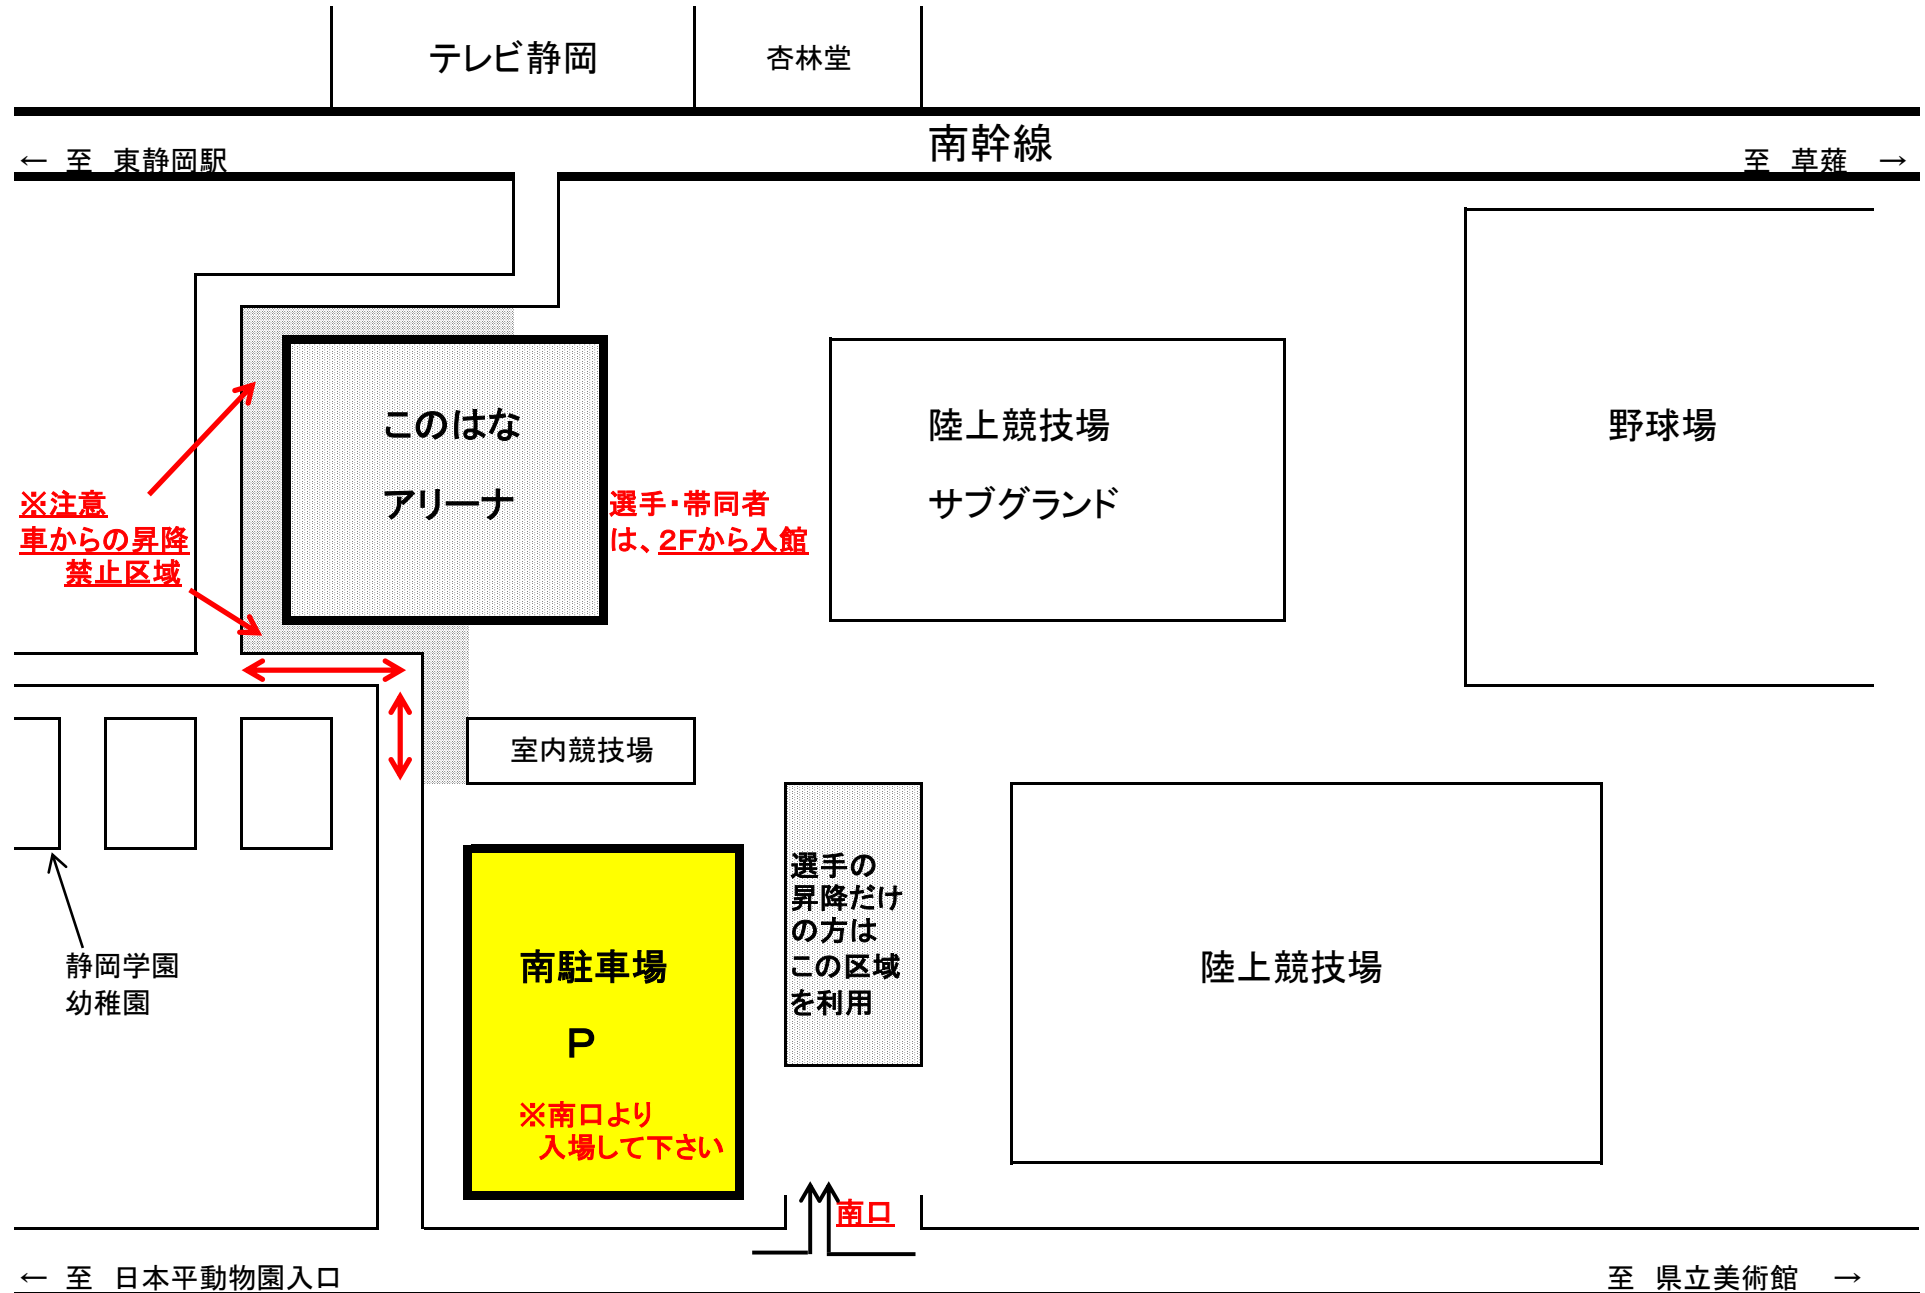 テレビ静岡
杏林堂
南幹線
← 至 東静岡駅
至 草薙 →
このはな
アリーナ
陸上競技場
サブグランド
野球場
※注意
車からの昇降
禁止区域
選手・帯同者
は、2Fから入館
室内競技場
選手の
昇降だけ
の方は
この区域
を利用
静岡学園
幼稚園
南駐車場
P
※南口より
入場して下さい
陸上競技場
南口
← 至 日本平動物園入口
至 県立美術館 →